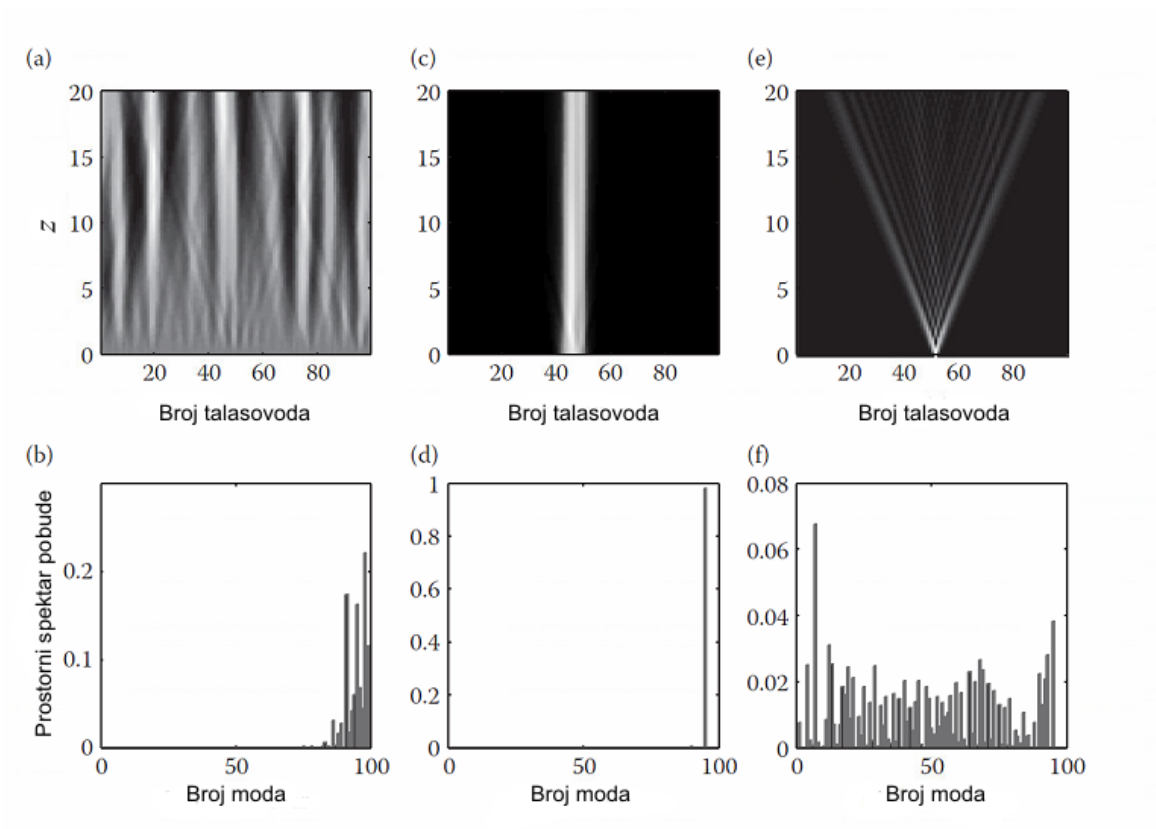 (a)
(c)
(e)
20
15
10
5
0
z
20 40 60 80
Broj talasovoda
20
15
10
5
0
20 40 60 80
Broj talasovoda
20
15
10
5
0
20 40 60 80
Broj talasovoda
(b)
(d)
(f)
Prostorni spektar pobude
0.2
0.1
0
0 50 100
Broj moda
1
0.8
0.6
0.4
0.2
0
0 50 100
Broj moda
0.08
0.06
0.04
0.02
0
0 50 100
Broj moda